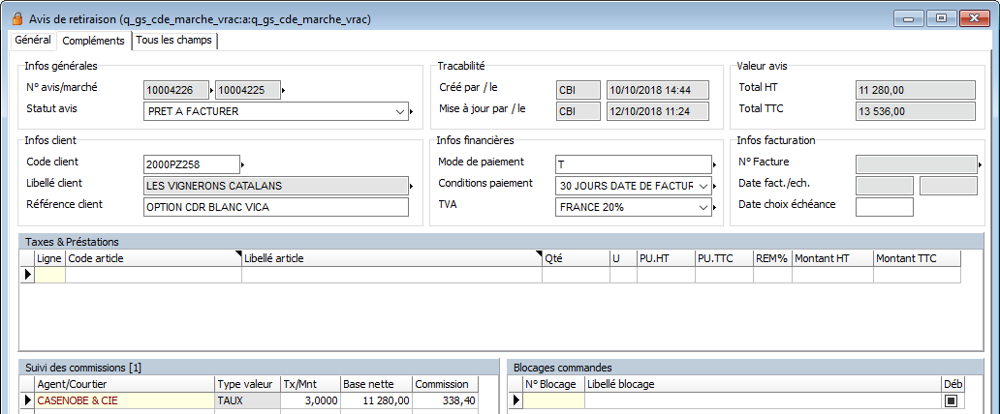 Avis de retiraison (q_gs_cde_marche_vrac:a:q_gs_cde_marche_vrac)
Général Compléments Tous les champs
Infos générales
N° avis/marché 10004226 10004225
Statut avis PRET A FACTURER
Tracabilité
Créé par / le CBI 10/10/2018 14:44
Mise à jour par / le CBI 12/10/2018 11:24
Valeur avis
Total HT 11 280,00
Total TTC 13 536,00
Infos client
Code client 2000PZ258
Libellé client LES VIGNERONS CATALANS
Référence client OPTION CDR BLANC VICA
Infos financières
Mode de paiement T
Conditions paiement 30 JOURS DATE DE FACTUR
TVA FRANCE 20%
Infos facturation
N° Facture
Date fact./ech.
Date choix échéance
Taxes & Préstations
Ligne Code article Libellé article Qté U PU.HT PU.TTC REM% Montant HT Montant TTC
Suivi des commissions [1]
Agent/Courtier Type valeur Tx/Mnt Base nette Commission
CASENOBE & CIE TAUX 3,0000 11 280,00 338,40
Blocages commandes
N° Blocage Libellé blocage Déb